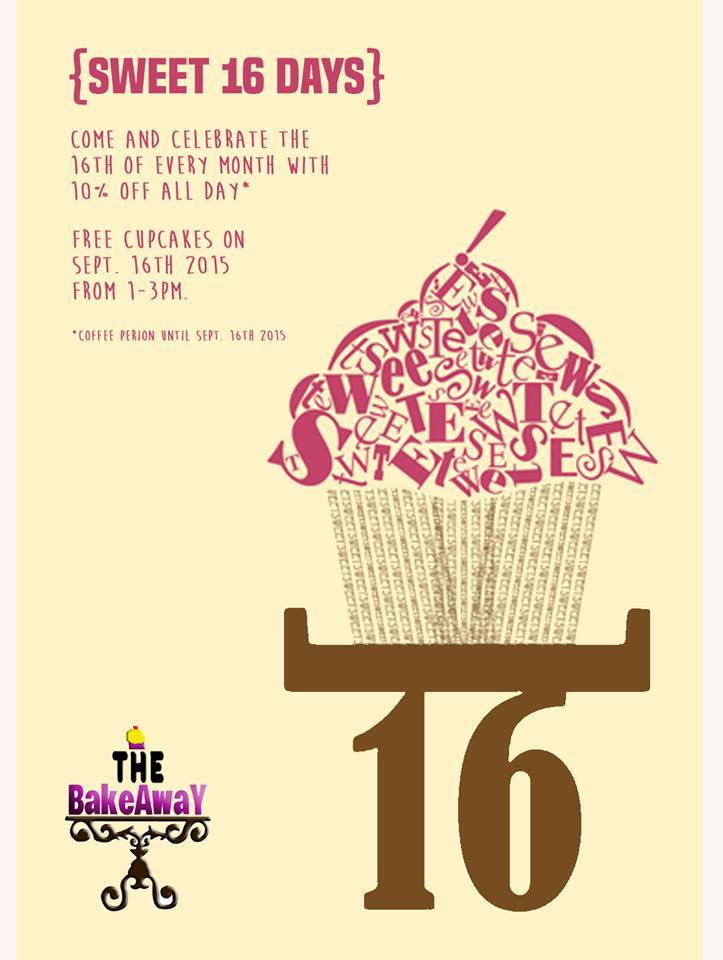 {SWEET 16 DAYS}
COME AND CELEBRATE THE
16TH OF EVERY MONTH WITH
10% OFF ALL DAY*
FREE CUPCAKES ON
SEPT. 16TH 2015
FROM 1-3PM.
*COFFEE PERION UNTIL SEPT. 16TH 2015
16
THE
BakeAwaY